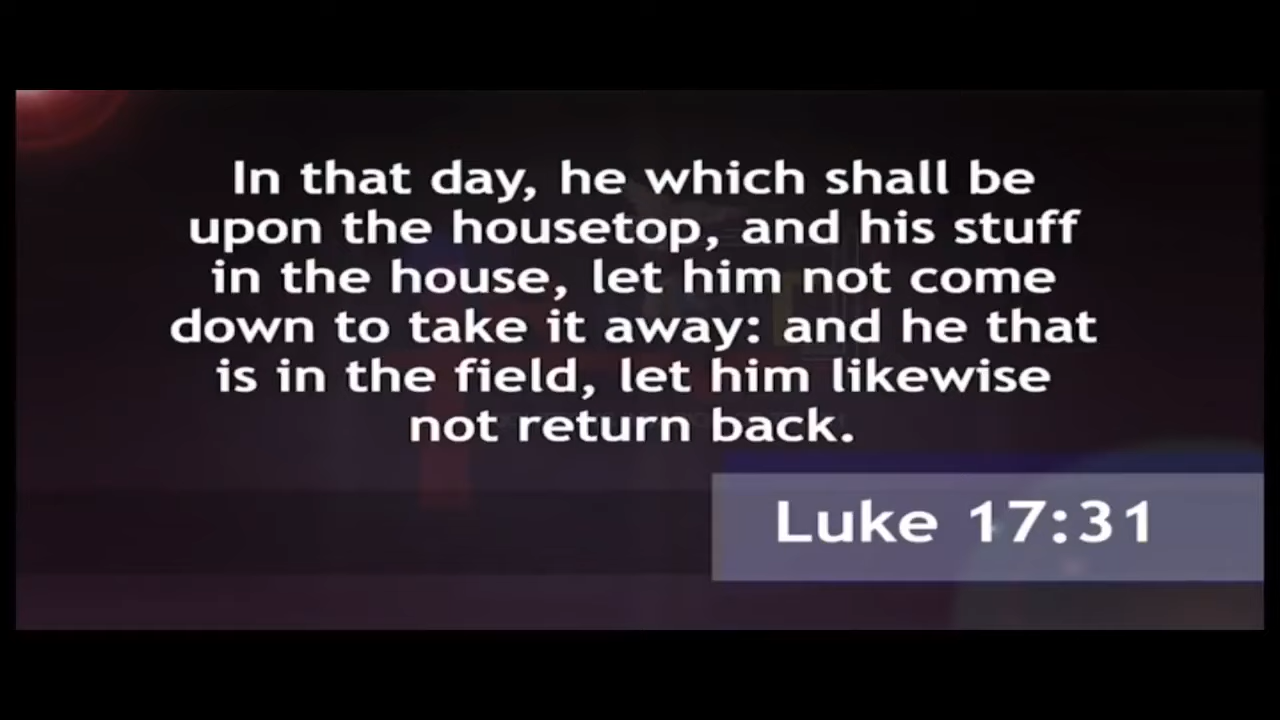 In that day, he which shall be
upon the housetop, and his stuff
in the house, let him not come
down to take it away: and he that
is in the field, let him likewise
not return back.
Luke 17:31